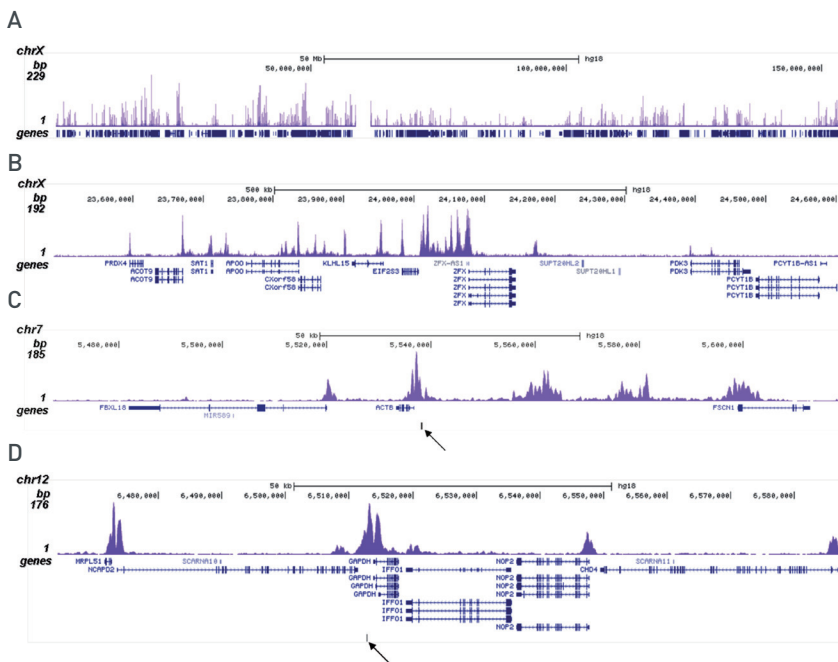 A
chrX
50 Mb hg18
bp 50,000,000 100,000,000 150,000,000
229
1
genes
B
chrX
500 kb hg18
bp 23,600,000 23,700,000 23,800,000 23,900,000 24,000,000 24,100,000 24,200,000 24,300,000 24,400,000 24,500,000 24,600,000
192
1
genes
PRDX4 SAT1 APOO KLHL15 ZFX-AS1 SUPT20HL2 PDK3 FCYT1B-AS1
ACOT9 SAT1 APOO EIF2S3 ZFX SUPT20HL1 PDK3 PCYT1B
ACOT9 CXorf58 ZFX PCYT1B
CXorf58 ZFX PCYT1B
ZFX
C
chr7
50 kb hg18
bp 5,480,000 5,500,000 5,520,000 5,540,000 5,560,000 5,580,000 5,600,000
185
1
genes
FBXL18 ACTB FSCN1
MIR589
D
chr12
50 kb hg18
bp 6,480,000 6,490,000 6,500,000 6,510,000 6,520,000 6,530,000 6,540,000 6,550,000 6,560,000 6,570,000 6,580,000
176
1
genes
MRPL51 SCARNA10 GAPDH NOP2 SCARNA11
NCAPD2 IFFO1 CHD4
GAPDH NOP2
GAPDH NOP2
GAPDH NOP2
IFFO1
IFFO1
IFFO1 NOP2